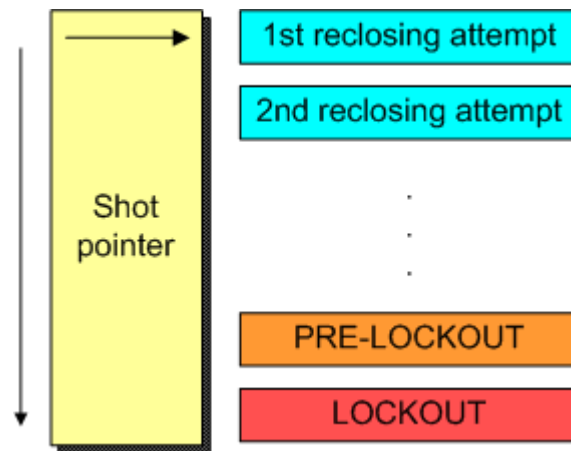 1st reclosing attempt
2nd reclosing attempt
Shot
pointer
.
.
.
PRE-LOCKOUT
LOCKOUT